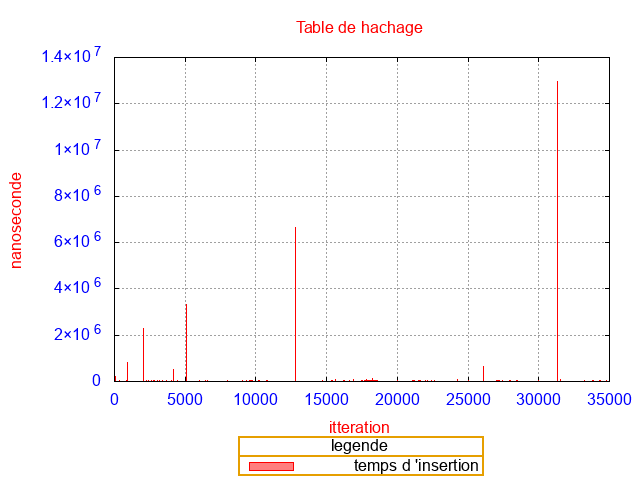 Table de hachage
nanoseconde
1.4×10^7
1.2×10^7
1×10^7
8×10^6
6×10^6
4×10^6
2×10^6
0
0 5000 10000 15000 20000 25000 30000 35000
itteration
legende
temps d 'insertion